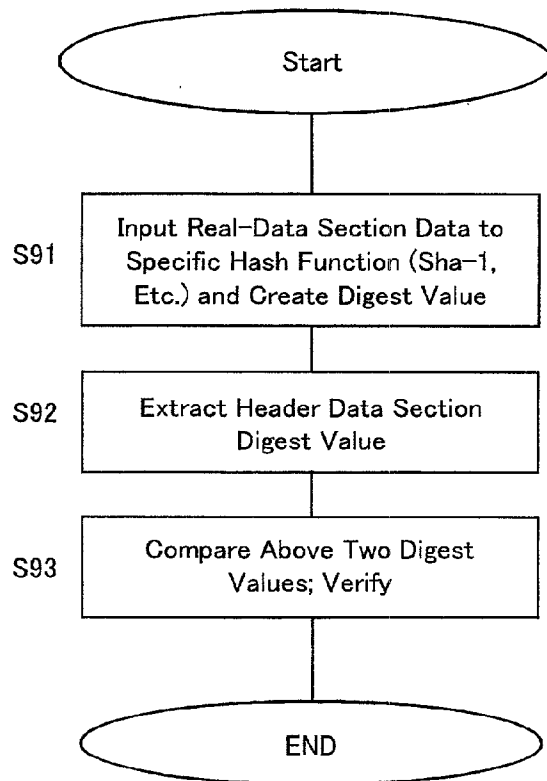 Start
S91
Input Real-Data Section Data to
Specific Hash Function (Sha-1,
Etc.) and Create Digest Value
S92
Extract Header Data Section
Digest Value
S93
Compare Above Two Digest
Values; Verify
END